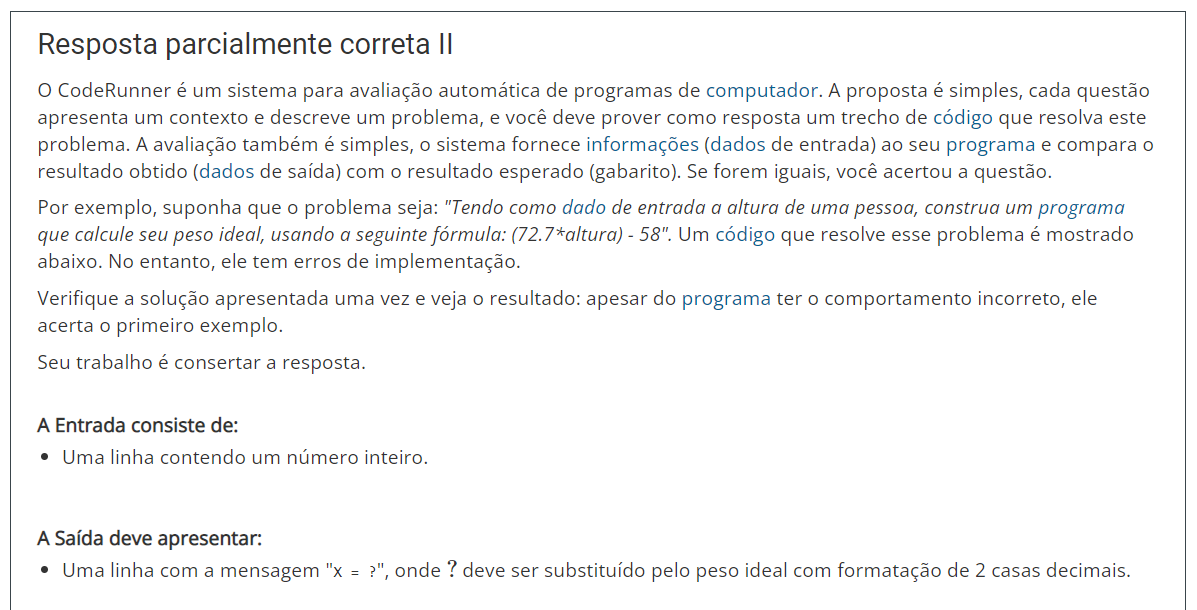 Resposta parcialmente correta II
O CodeRunner é um sistema para avaliação automática de programas de computador. A proposta é simples, cada questão
apresenta um contexto e descreve um problema, e você deve prover como resposta um trecho de código que resolva este
problema. A avaliação também é simples, o sistema fornece informações (dados de entrada) ao seu programa e compara o
resultado obtido (dados de saída) com o resultado esperado (gabarito). Se forem iguais, você acertou a questão.
Por exemplo, suponha que o problema seja: "Tendo como dado de entrada a altura de uma pessoa, construa um programa
que calcule seu peso ideal, usando a seguinte fórmula: (72.7*altura) - 58". Um código que resolve esse problema é mostrado
abaixo. No entanto, ele tem erros de implementação.
Verifique a solução apresentada uma vez e veja o resultado: apesar do programa ter o comportamento incorreto, ele
acerta o primeiro exemplo.
Seu trabalho é consertar a resposta.
A Entrada consiste de:
• Uma linha contendo um número inteiro.
A Saída deve apresentar:
• Uma linha com a mensagem "x = ?", onde ? deve ser substituído pelo peso ideal com formatação de 2 casas decimais.